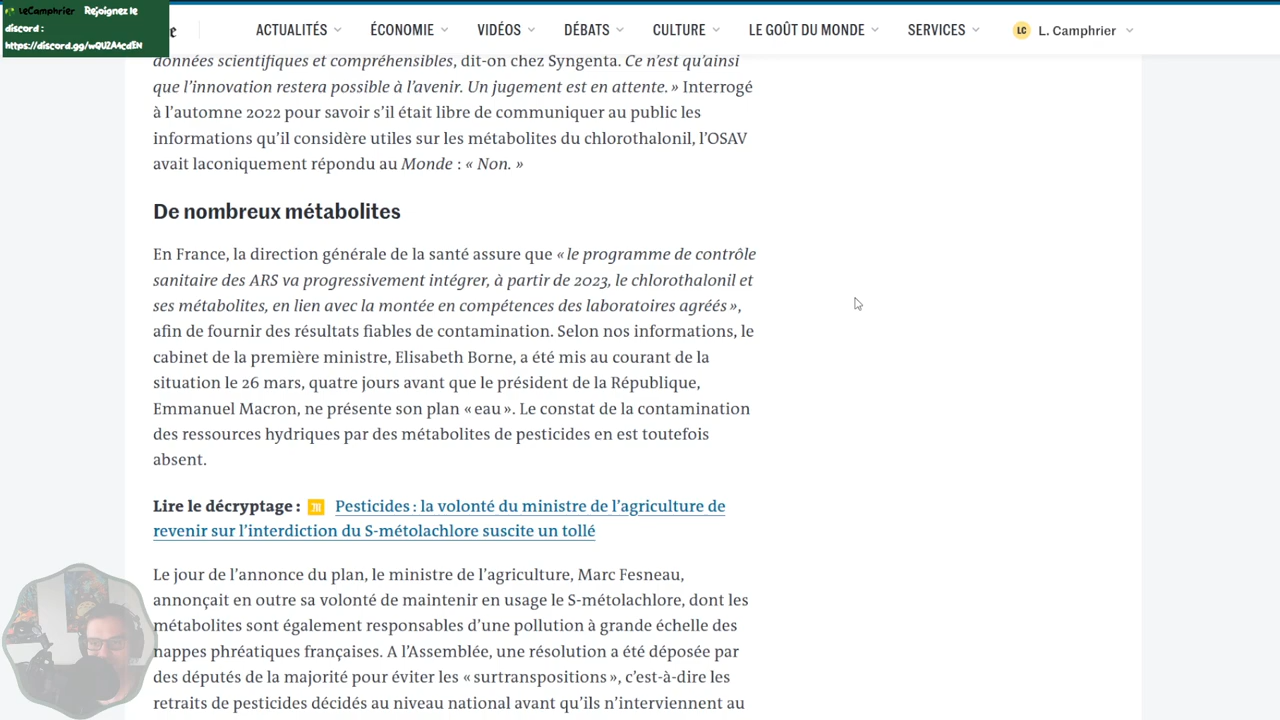 LeCamphrier Rejoignez le
discord :
https://discord.gg/wQU2AMcdEN
ACTUALITÉS ÉCONOMIE VIDÉOS DÉBATS CULTURE LE GOÛT DU MONDE SERVICES LC L. Camphrier
données scientifiques et compréhensibles, dit-on chez Syngenta. Ce n'est qu'ainsi
que l'innovation restera possible à l'avenir. Un jugement est en attente. » Interrogé
à l'automne 2022 pour savoir s'il était libre de communiquer au public les
informations qu'il considère utiles sur les métabolites du chlorothalonil, l'OSAV
avait laconiquement répondu au Monde : « Non. »
De nombreux métabolites
En France, la direction générale de la santé assure que « le programme de contrôle
sanitaire des ARS va progressivement intégrer, à partir de 2023, le chlorothalonil et
ses métabolites, en lien avec la montée en compétences des laboratoires agréés »,
afin de fournir des résultats fiables de contamination. Selon nos informations, le
cabinet de la première ministre, Elisabeth Borne, a été mis au courant de la
situation le 26 mars, quatre jours avant que le président de la République,
Emmanuel Macron, ne présente son plan « eau ». Le constat de la contamination
des ressources hydriques par des métabolites de pesticides en est toutefois
absent.
Lire le décryptage : Pesticides : la volonté du ministre de l'agriculture de
revenir sur l'interdiction du S-métolachlore suscite un tollé
Le jour de l'annonce du plan, le ministre de l'agriculture, Marc Fesneau,
annonçait en outre sa volonté de maintenir en usage le S-métolachlore, dont les
métabolites sont également responsables d'une pollution à grande échelle des
nappes phréatiques françaises. A l'Assemblée, une résolution a été déposée par
des députés de la majorité pour éviter les « surtranspositions », c'est-à-dire les
retraits de pesticides décidés au niveau national avant qu'ils n'interviennent au